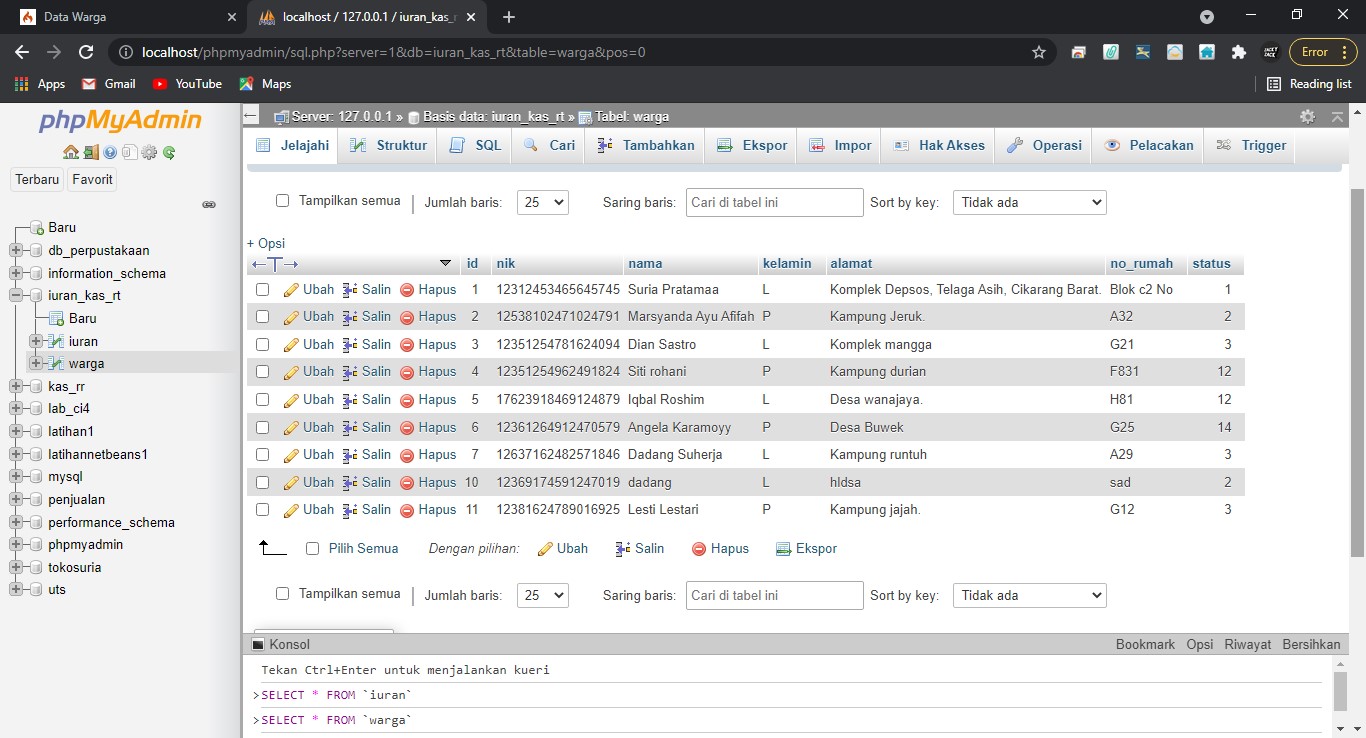 Data Warga
localhost / 127.0.0.1 / iuran_kas_r
localhost/phpmyadmin/sql.php?server=1&db=iuran_kas_rt&table=warga&pos=0
Error
Apps Gmail YouTube Maps Reading list
phpMyAdmin
Terbaru Favorit
Baru
db_perpustakaan
information_schema
iuran_kas_rt
Baru
iuran
warga
kas_rr
lab_ci4
latihan1
latihannetbeans1
mysql
penjualan
performance_schema
phpmyadmin
tokosuria
uts
Server: 127.0.0.1 » Basis data: iuran_kas_rt » Tabel: warga
Jelajahi Struktur SQL Cari Tambahkan Ekspor Impor Hak Akses Operasi Pelacakan Trigger
Tampilkan semua | Jumlah baris: 25 Saring baris: Cari di tabel ini Sort by key: Tidak ada
+ Opsi
←T→ id nik nama kelamin alamat no_rumah status
Ubah Salin Hapus 1 12312453465645745 Suria Pratamaa L Komplek Depsos, Telaga Asih, Cikarang Barat. Blok c2 No 1
Ubah Salin Hapus 2 12538102471024791 Marsyanda Ayu Afifah P Kampung Jeruk. A32 2
Ubah Salin Hapus 3 12351254781624094 Dian Sastro L Komplek mangga G21 3
Ubah Salin Hapus 4 12351254962491824 Siti rohani P Kampung durian F831 12
Ubah Salin Hapus 5 17623918469124879 Iqbal Roshim L Desa wanajaya. H81 12
Ubah Salin Hapus 6 12361264912470579 Angela Karamoyy P Desa Buwek G25 14
Ubah Salin Hapus 7 12637162482571846 Dadang Suherja L Kampung runtuh A29 3
Ubah Salin Hapus 10 12369174591247019 dadang L hldsa sad 2
Ubah Salin Hapus 11 12381624789016925 Lesti Lestari P Kampung jajah. G12 3
Pilih Semua Dengan pilihan: Ubah Salin Hapus Ekspor
Tampilkan semua | Jumlah baris: 25 Saring baris: Cari di tabel ini Sort by key: Tidak ada
Konsol Bookmark Opsi Riwayat Bersihkan
Tekan Ctrl+Enter untuk menjalankan kueri
>SELECT * FROM `iuran`
>SELECT * FROM `warga`